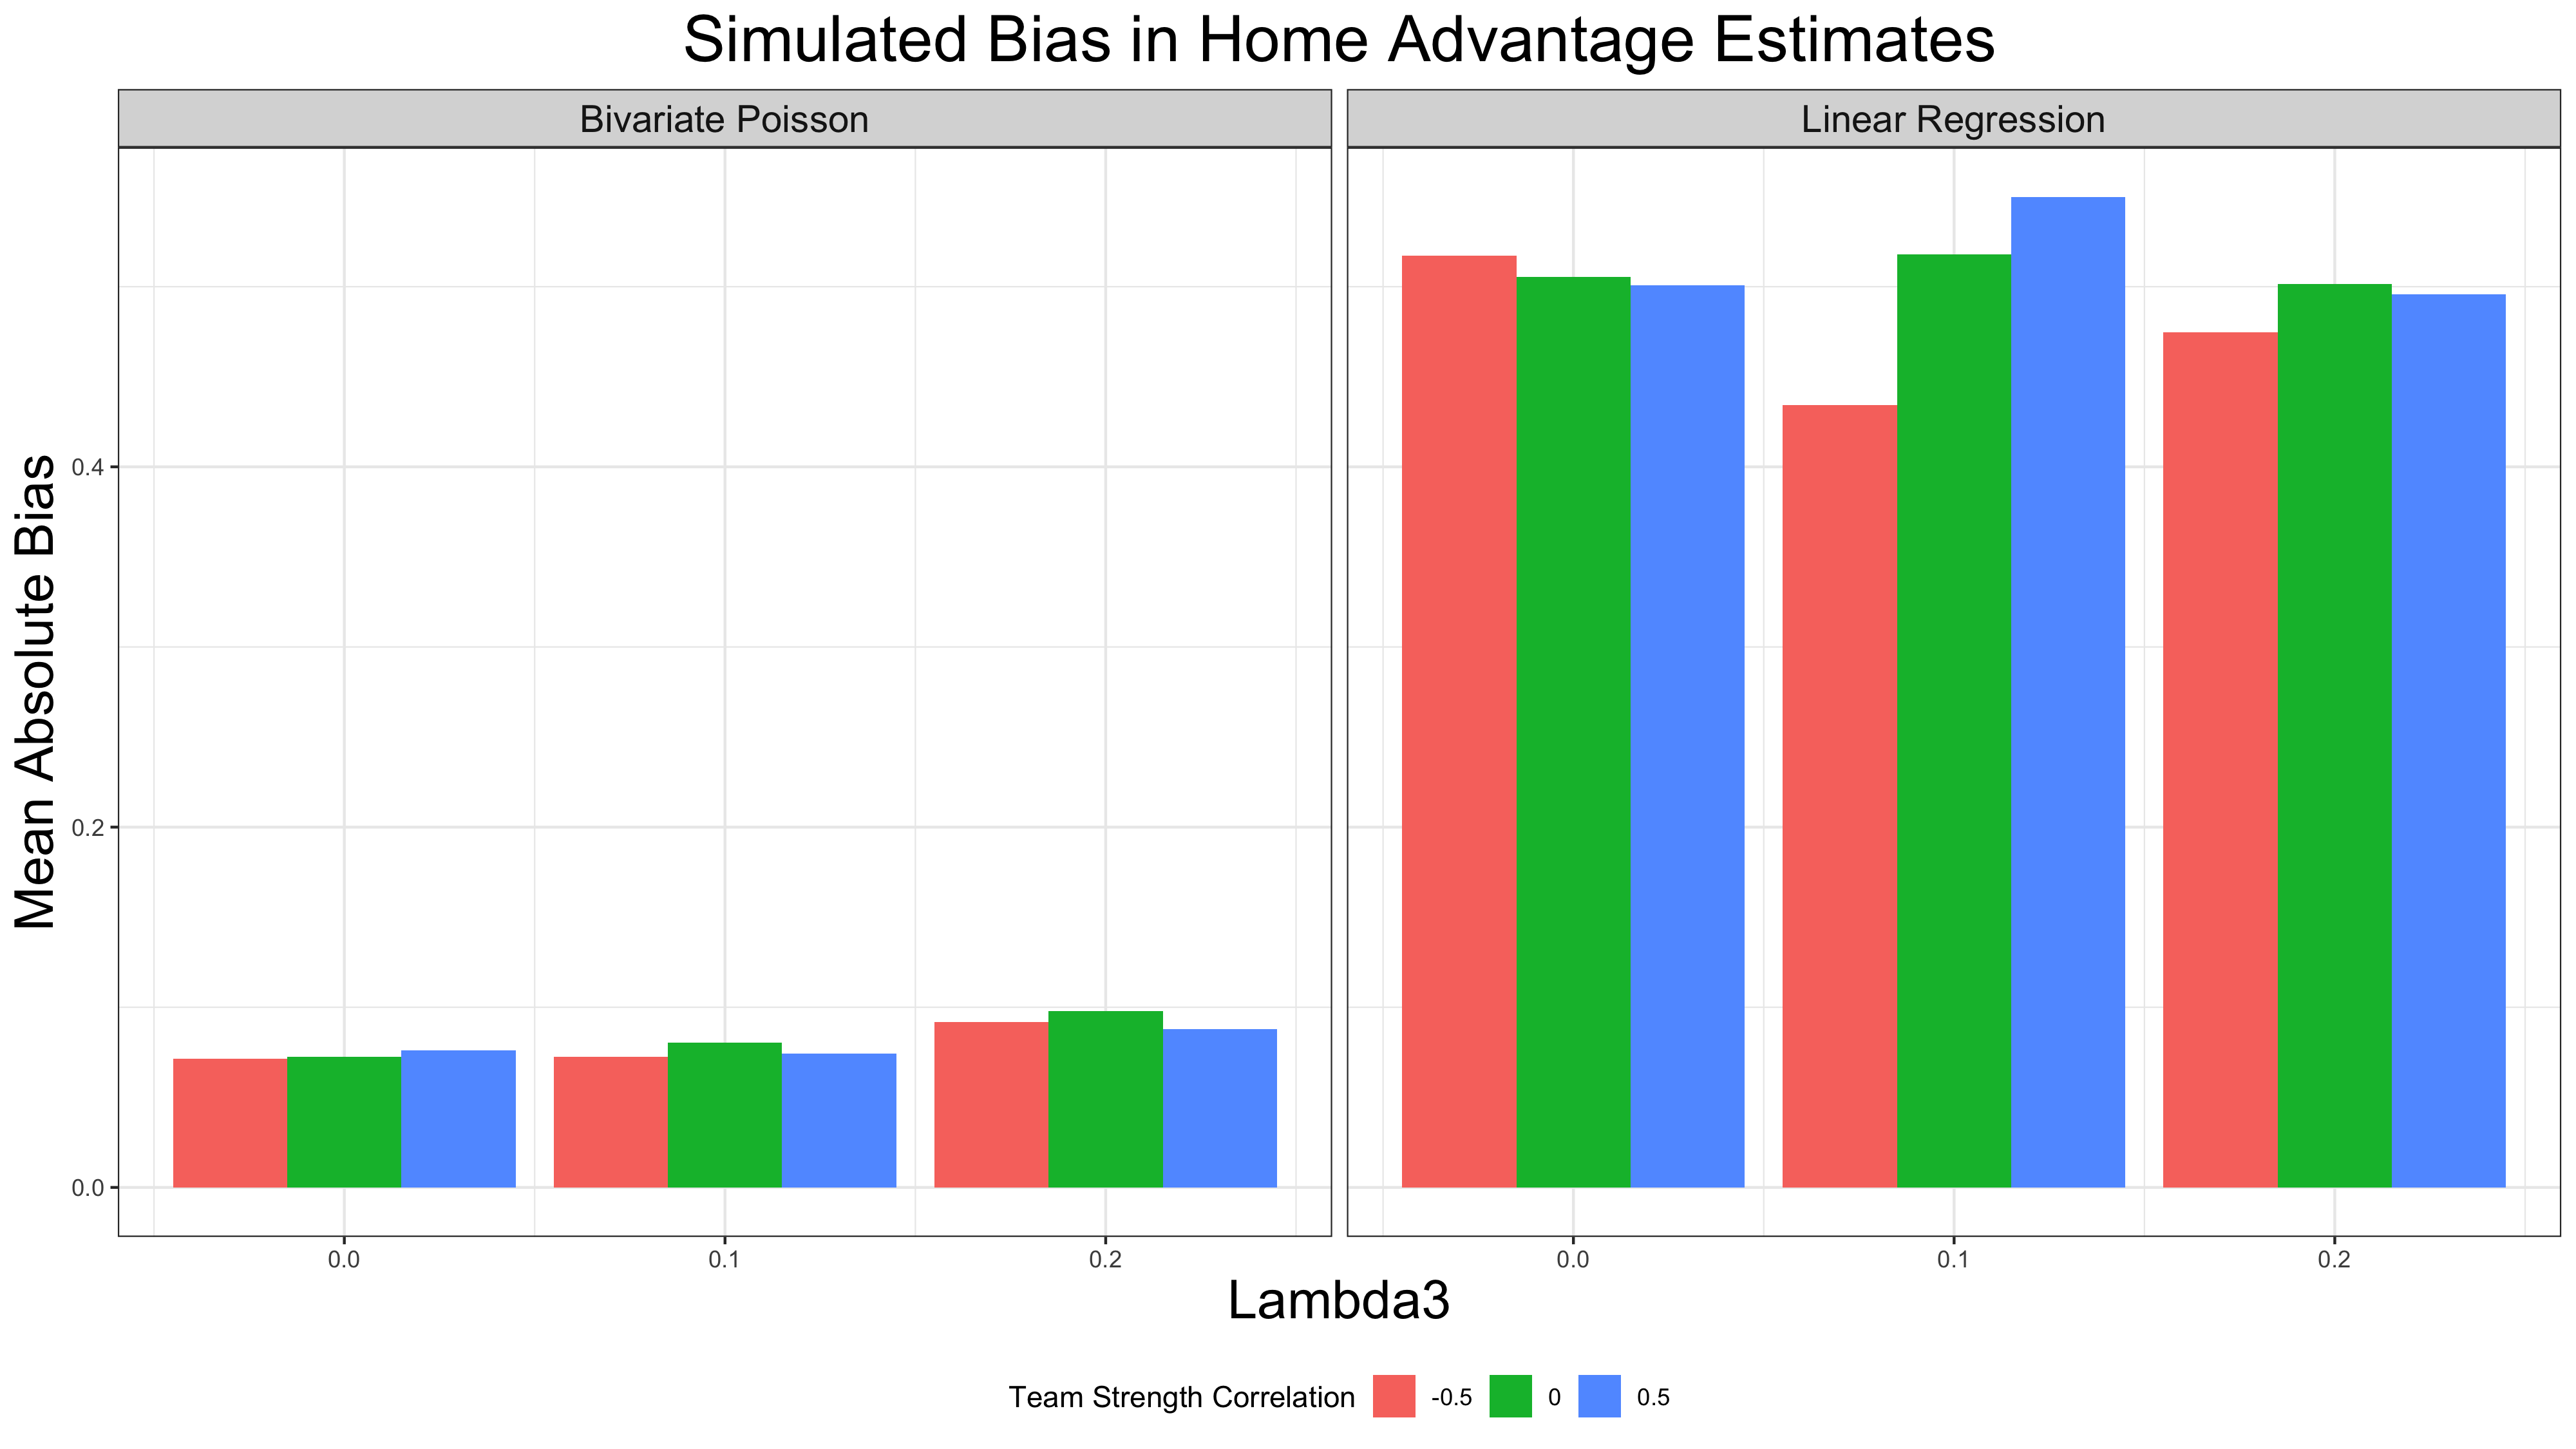 Simulated Bias in Home Advantage Estimates
Bivariate Poisson
Linear Regression
Mean Absolute Bias
0.4
0.2
0.0
0.0 0.1 0.2
0.0 0.1 0.2
Lambda3
Team Strength Correlation -0.5 0 0.5